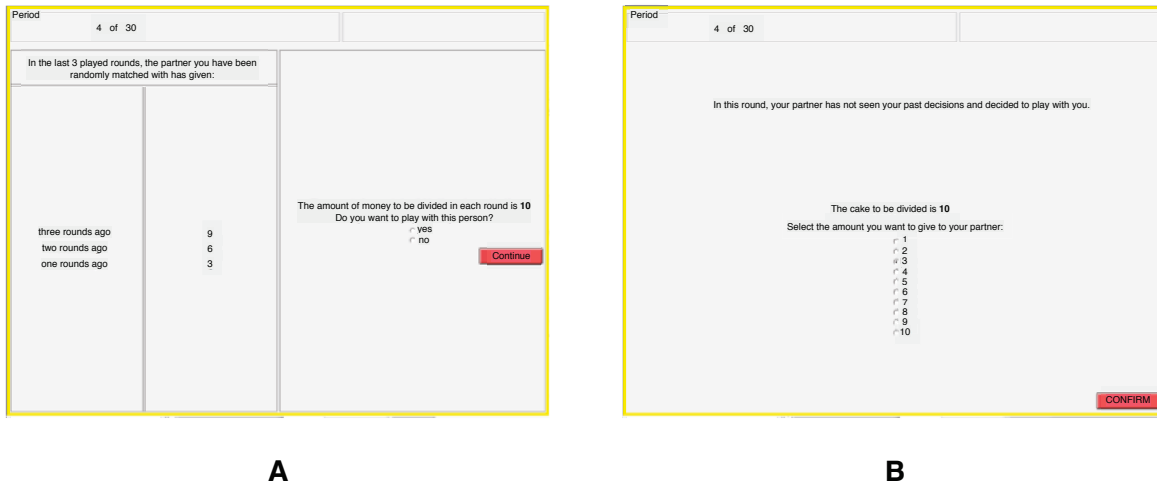 Period
4 of 30
In the last 3 played rounds, the partner you have been
randomly matched with has given:
three rounds ago 9
two rounds ago 6
one rounds ago 3
The amount of money to be divided in each round is 10
Do you want to play with this person?
yes
no
Continue
A
Period
4 of 30
In this round, your partner has not seen your past decisions and decided to play with you.
The cake to be divided is 10
Select the amount you want to give to your partner:
1
2
3
4
5
6
7
8
9
10
CONFIRM
B